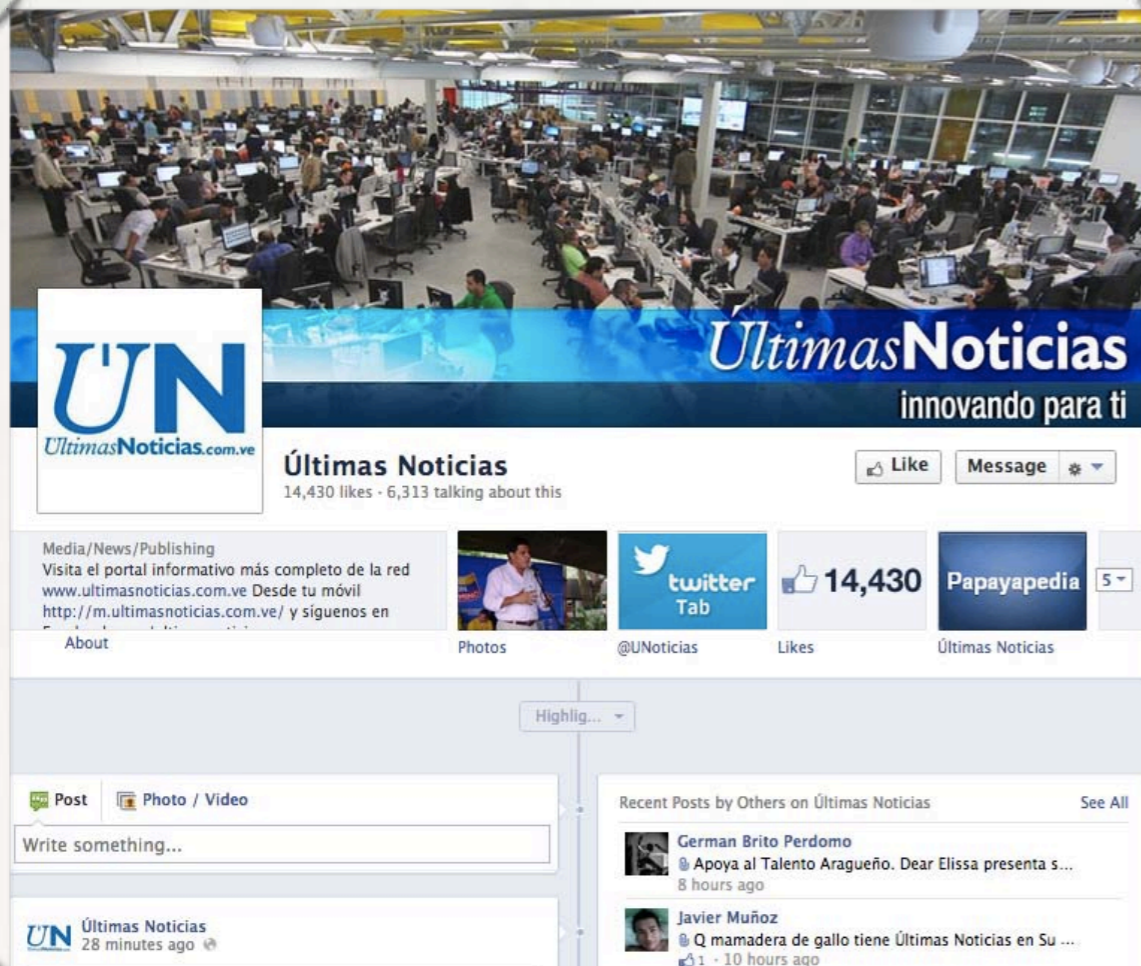 ÚltimasNoticias
innovando para ti
UN
ÚltimasNoticias.com.ve
Últimas Noticias
14,430 likes · 6,313 talking about this
Like
Message
Media/News/Publishing
Visita el portal informativo más completo de la red
www.ultimasnoticias.com.ve Desde tu móvil
http://m.ultimasnoticias.com.ve/ y síguenos en
About
Photos
twitter
Tab
@UNoticias
14,430
Likes
Papayapedia
Últimas Noticias
5
Highlig...
Post
Photo / Video
Write something...
UN
Últimas Noticias
28 minutes ago
Recent Posts by Others on Últimas Noticias
See All
German Brito Perdomo
Apoya al Talento Aragueño. Dear Elissa presenta s...
8 hours ago
Javier Muñoz
Q mamadera de gallo tiene Últimas Noticias en Su ...
1 · 10 hours ago